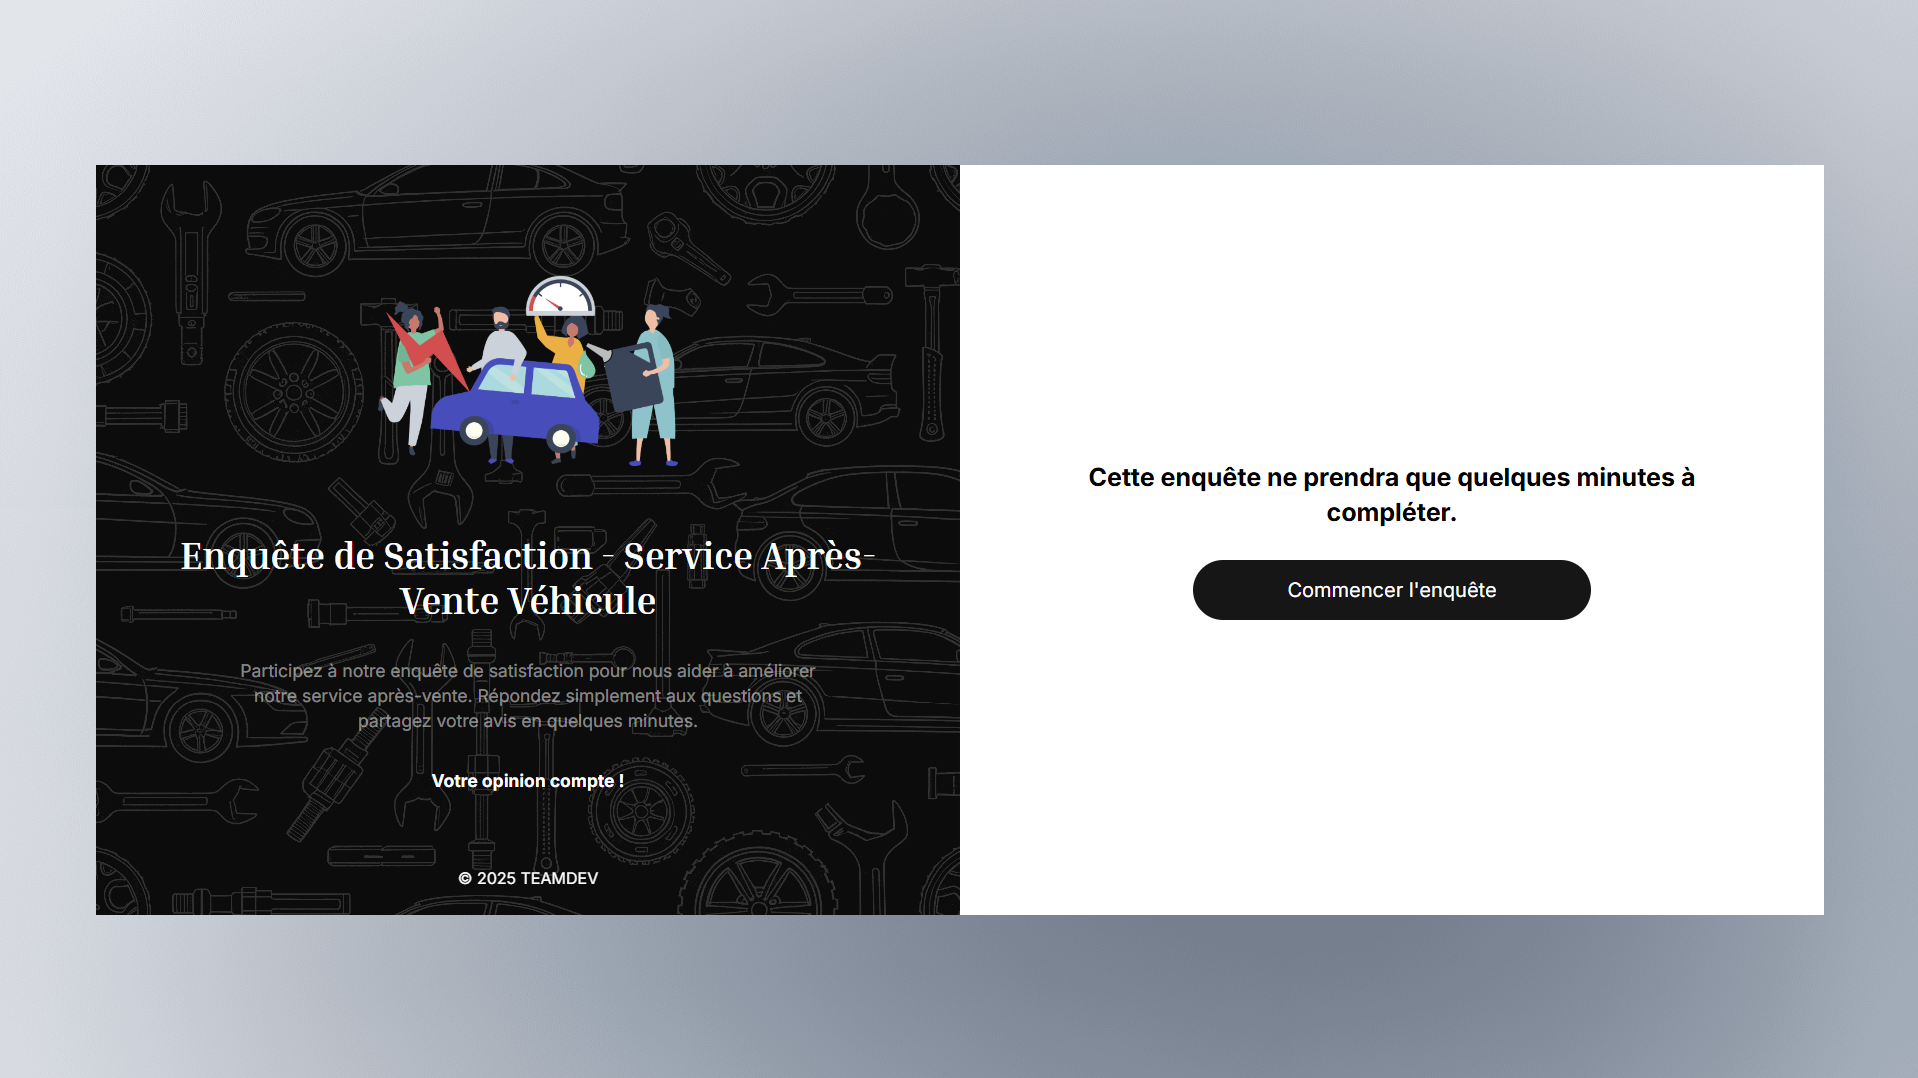 Enquête de Satisfaction - Service Après-
Vente Véhicule
Participez à notre enquête de satisfaction pour nous aider à améliorer
notre service après-vente. Répondez simplement aux questions et
partagez votre avis en quelques minutes.
Votre opinion compte !
© 2025 TEAMDEV
Cette enquête ne prendra que quelques minutes à
compléter.
Commencer l'enquête